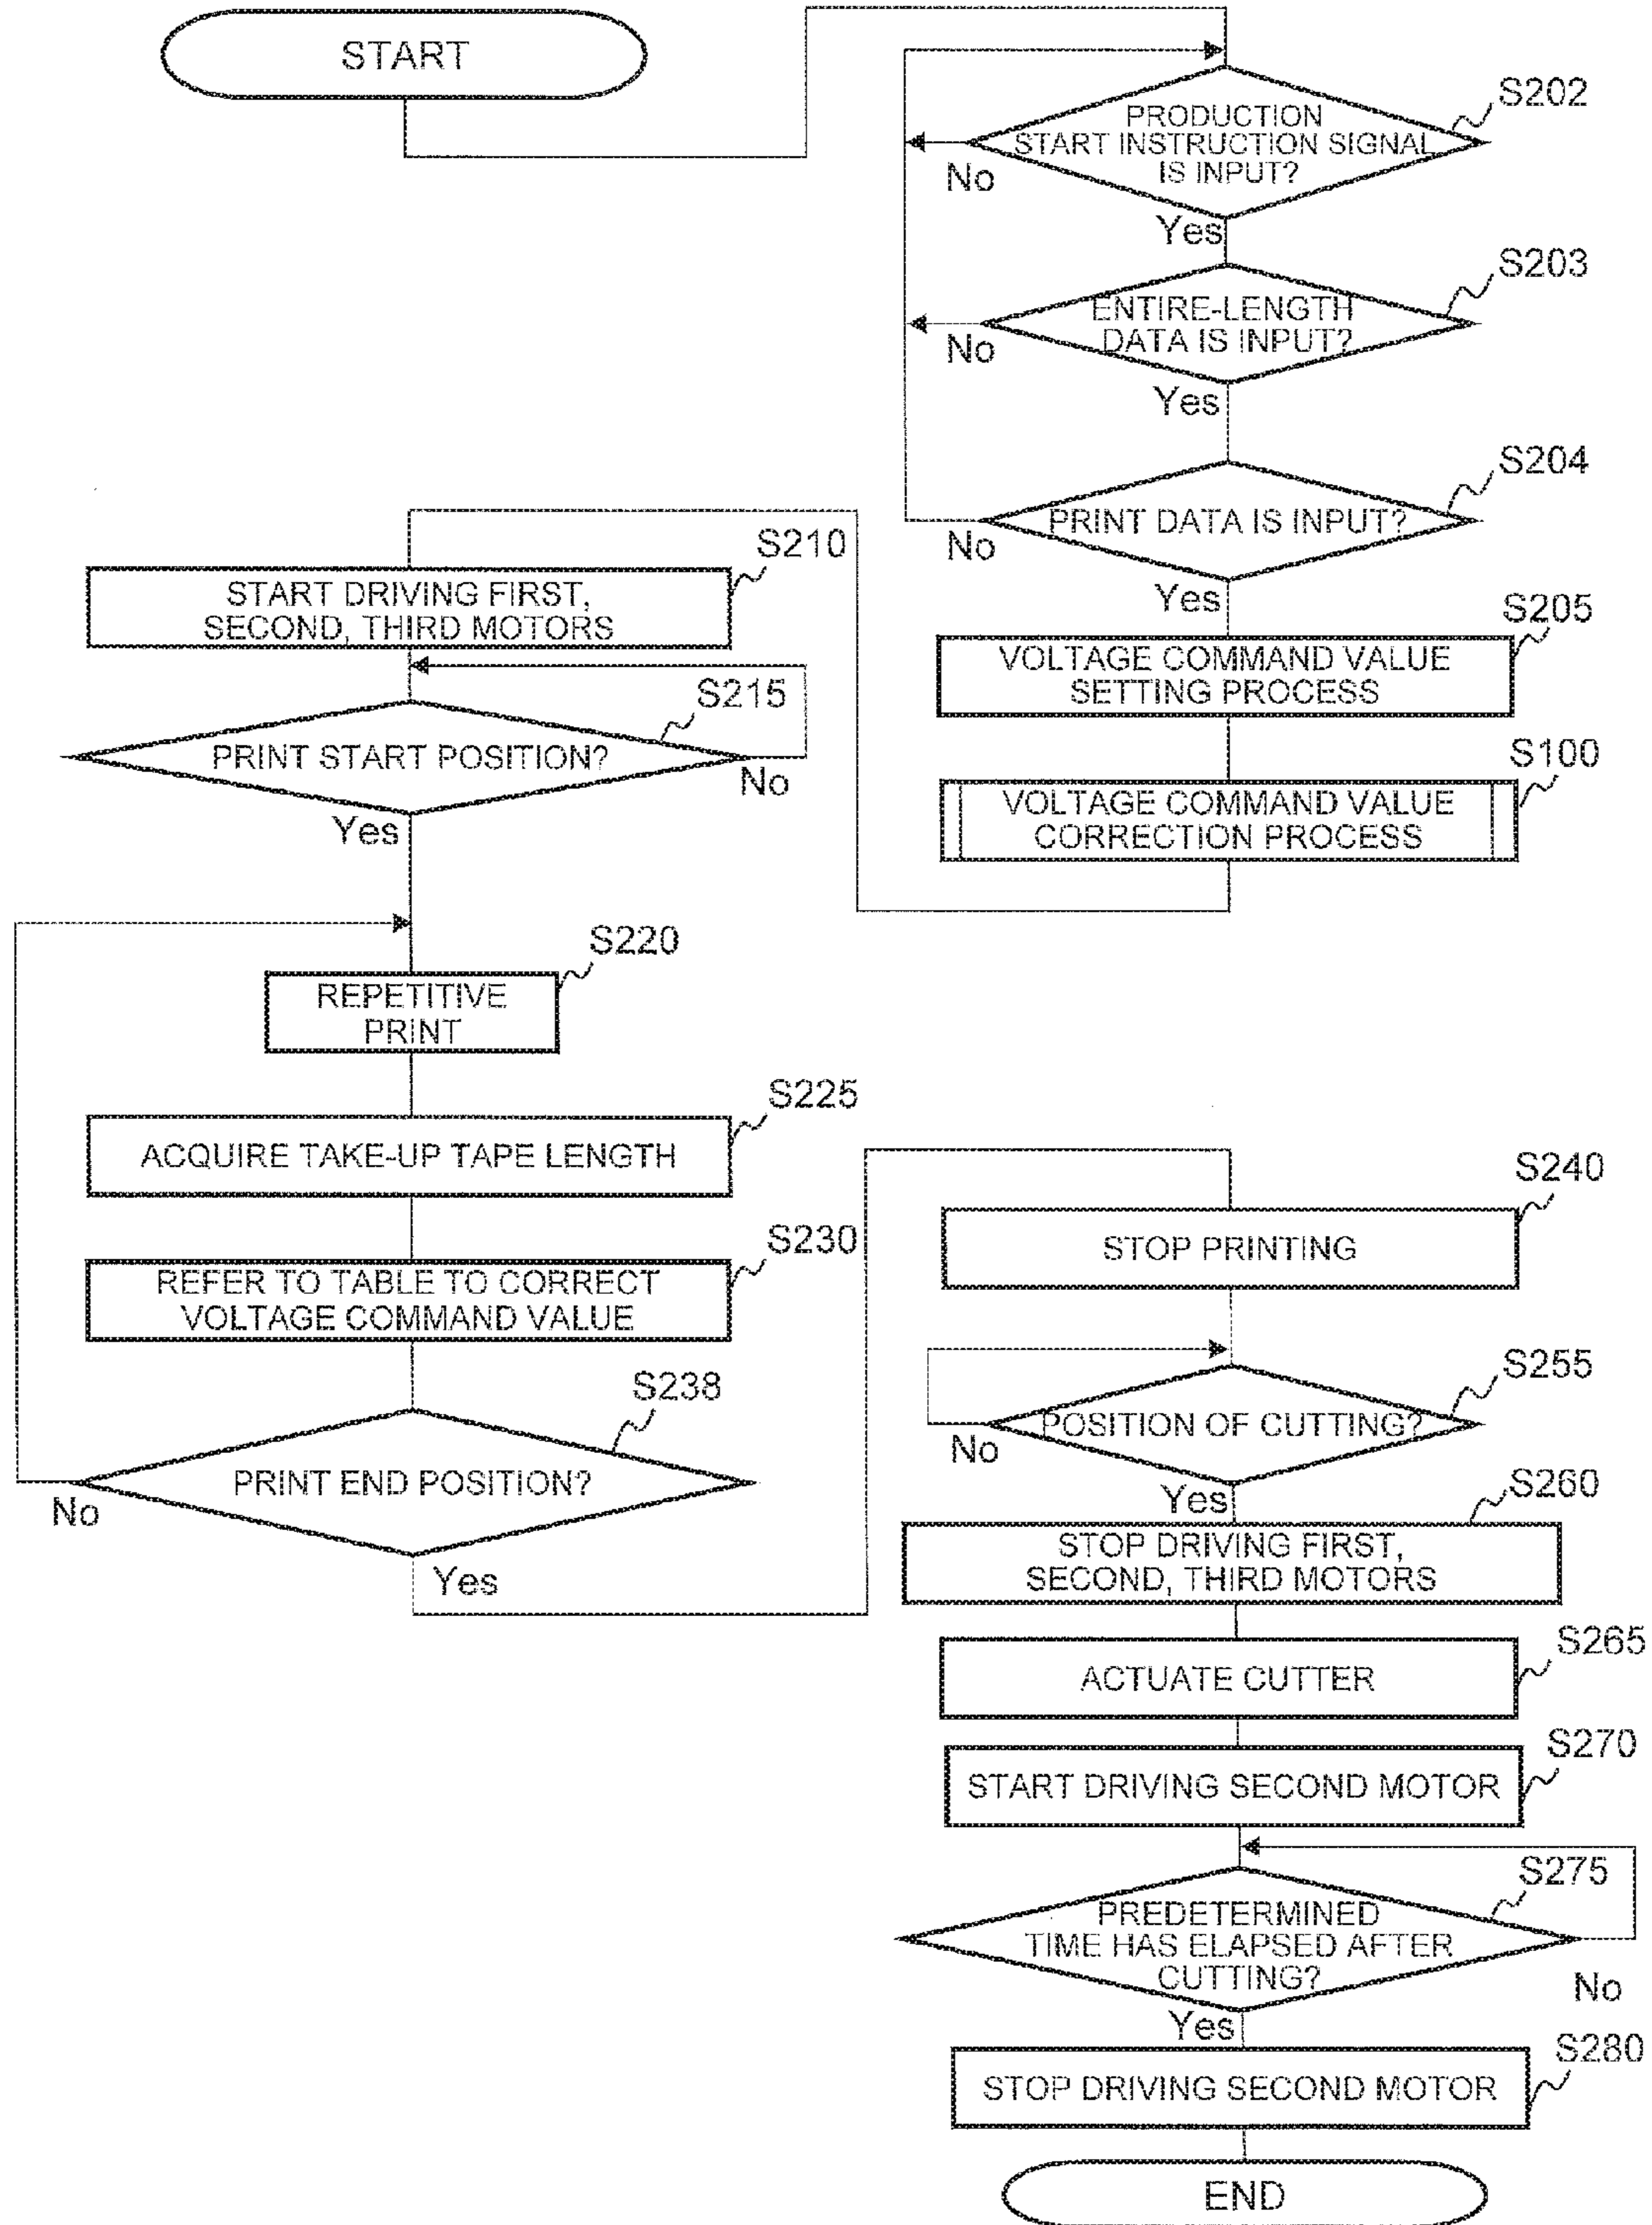 START
PRODUCTION
START INSTRUCTION SIGNAL
IS INPUT?
S202
No
Yes
ENTIRE-LENGTH
DATA IS INPUT?
S203
No
Yes
PRINT DATA IS INPUT?
S204
No
Yes
VOLTAGE COMMAND VALUE
SETTING PROCESS
S205
VOLTAGE COMMAND VALUE
CORRECTION PROCESS
S100
START DRIVING FIRST,
SECOND, THIRD MOTORS
S210
PRINT START POSITION?
S215
No
Yes
REPETITIVE
PRINT
S220
ACQUIRE TAKE-UP TAPE LENGTH
S225
REFER TO TABLE TO CORRECT
VOLTAGE COMMAND VALUE
S230
PRINT END POSITION?
S238
No
Yes
STOP PRINTING
S240
POSITION OF CUTTING?
S255
No
Yes
STOP DRIVING FIRST,
SECOND, THIRD MOTORS
S260
ACTUATE CUTTER
S265
START DRIVING SECOND MOTOR
S270
PREDETERMINED
TIME HAS ELAPSED AFTER
CUTTING?
S275
No
Yes
STOP DRIVING SECOND MOTOR
S280
END